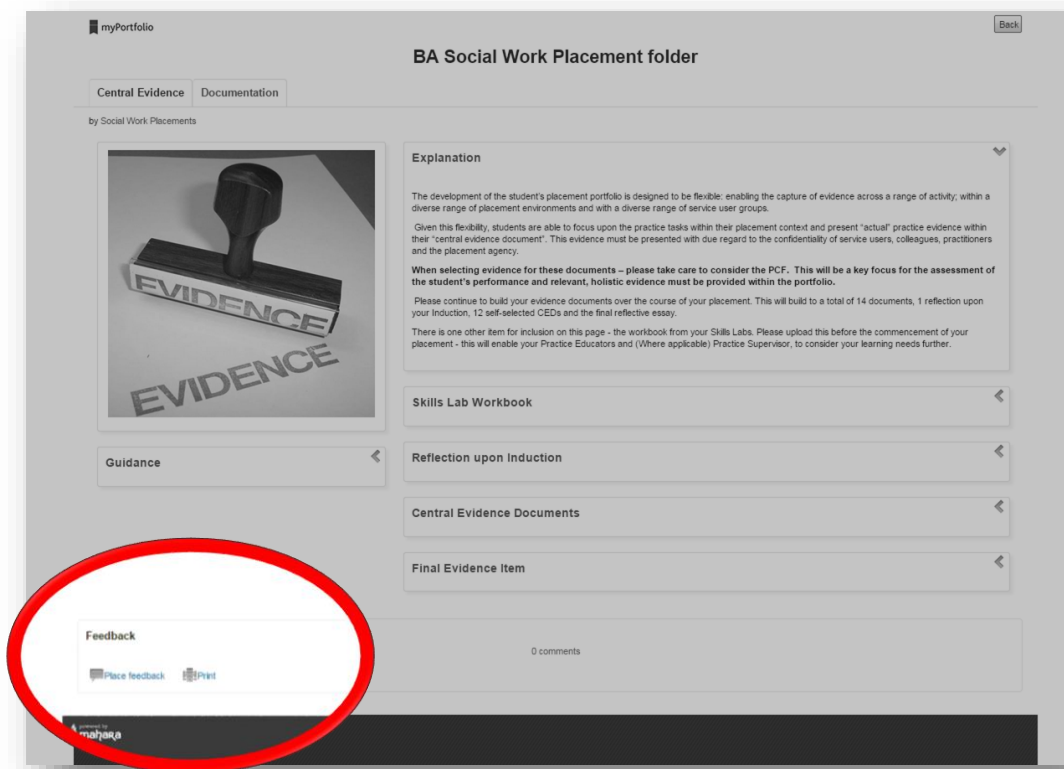 myPortfolio
Back
BA Social Work Placement folder
Central Evidence Documentation
by Social Work Placements
EVIDENCE
EVIDENCE
Guidance
Explanation
The development of the student's placement portfolio is designed to be flexible: enabling the capture of evidence across a range of activity; within a
diverse range of placement environments and with a diverse range of service user groups.
Given this flexibility, students are able to focus upon the practice tasks within their placement context and present "actual" practice evidence within
their "central evidence document". This evidence must be presented with due regard to the confidentiality of service users, colleagues, practitioners
and the placement agency.
When selecting evidence for these documents – please take care to consider the PCF. This will be a key focus for the assessment of
the student's performance and relevant, holistic evidence must be provided within the portfolio.
Please continue to build your evidence documents over the course of your placement. This will build to a total of 14 documents, 1 reflection upon
your Induction, 12 self-selected CEDs and the final reflective essay.
There is one other item for inclusion on this page - the workbook from your Skills Labs. Please upload this before the commencement of your
placement - this will enable your Practice Educators and (Where applicable) Practice Supervisor, to consider your learning needs further.
Skills Lab Workbook
Reflection upon Induction
Central Evidence Documents
Final Evidence Item
Feedback
0 comments
Place feedback Print
powered by
mahara